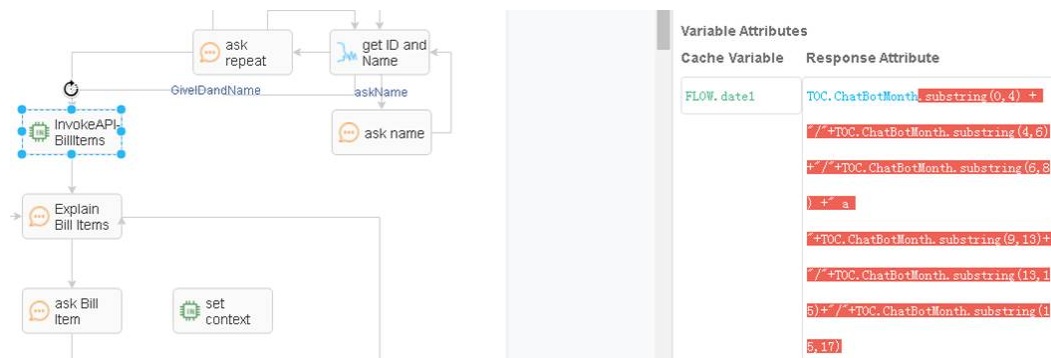 ask
repeat
get ID and
Name
GiveIDandName
askName
InvokeAPI-
BillItems
ask name
Explain
Bill Items
ask Bill
Item
set
context
Variable Attributes
Cache Variable
Response Attribute
FLOW.date1
TOC.ChatBotMonth.substring(0,4) +
"/"+TOC.ChatBotMonth.substring(4,6)
+"/"+TOC.ChatBotMonth.substring(6,8
) +" a
"+TOC.ChatBotMonth.substring(9,13)+
"/"+TOC.ChatBotMonth.substring(13,1
5)+"/"+TOC.ChatBotMonth.substring(1
5,17)